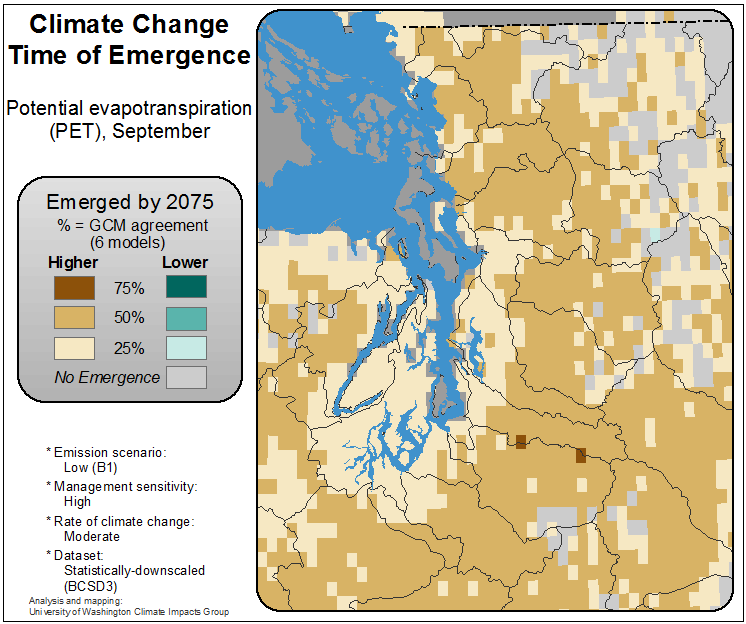 Climate Change
Time of Emergence
Potential evapotranspiration
(PET), September
Emerged by 2075
% = GCM agreement
(6 models)
Higher Lower
75%
50%
25%
No Emergence
* Emission scenario:
Low (B1)
* Management sensitivity:
High
* Rate of climate change:
Moderate
* Dataset:
Statistically-downscaled
(BCSD3)
Analysis and mapping:
University of Washington Climate Impacts Group